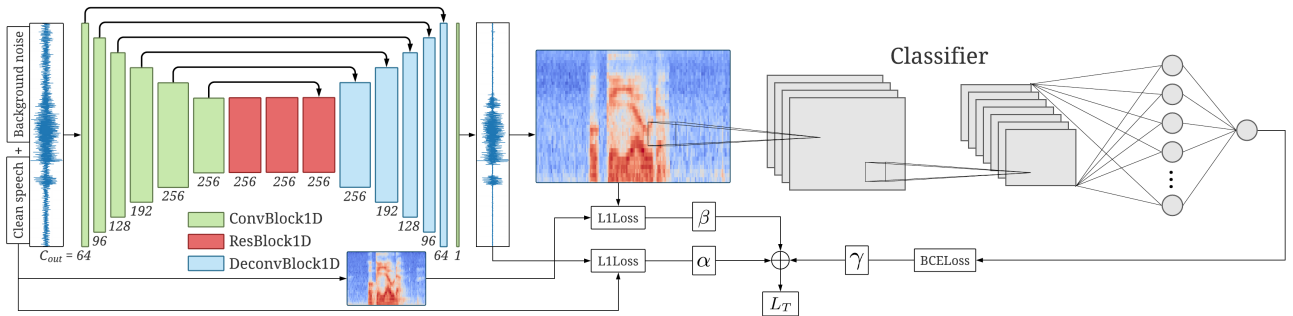 Background noise
+
Clean speech
C_out = 64
96
128
192
256
256
256
256
256
256
192
128
96
64
1
ConvBlock1D
ResBlock1D
DeconvBlock1D
Classifier
L1Loss
β
L1Loss
α
γ
BCELoss
L_T